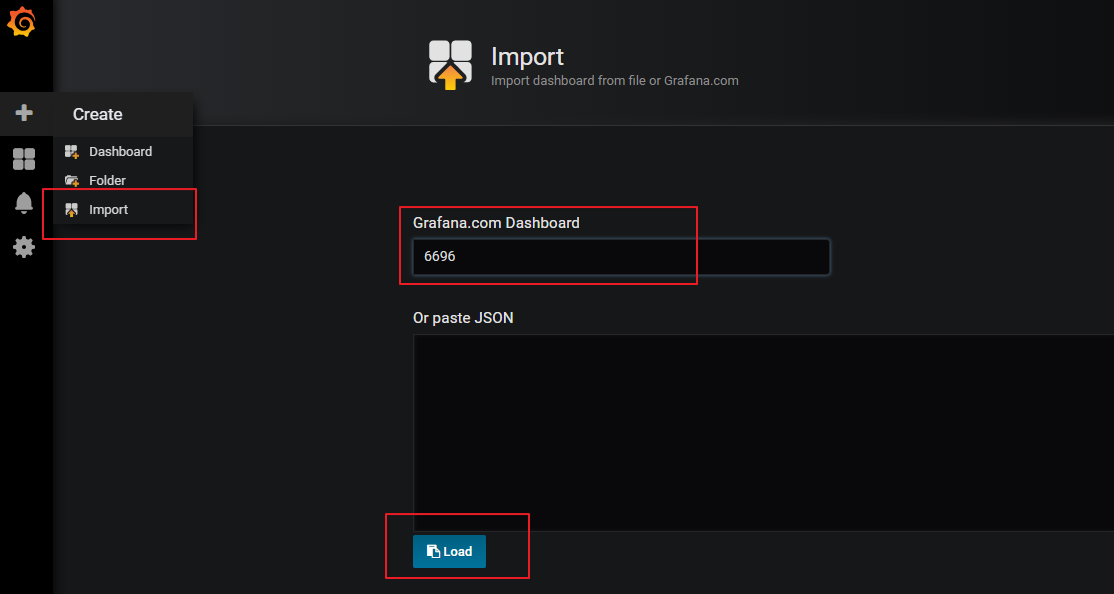 Import
Import dashboard from file or Grafana.com
Create
Dashboard
Folder
Import
Grafana.com Dashboard
6696
Or paste JSON
Load